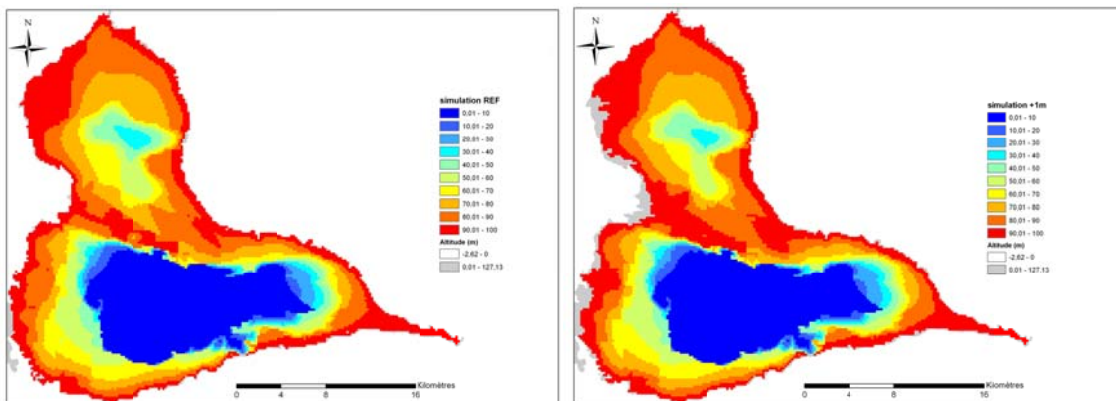 N
simulation REF
0,01 - 10
10,01 - 20
20,01 - 30
30,01 - 40
40,01 - 50
50,01 - 60
60,01 - 70
70,01 - 80
80,01 - 90
90,01 - 100
Altitude (m)
-2,62 - 0
0.01 - 127.13
Kilomètres
0 4 8 16
N
simulation +1m
0,01 - 10
10,01 - 20
20,01 - 30
30,01 - 40
40,01 - 50
50,01 - 60
60,01 - 70
70,01 - 80
80,01 - 90
90,01 - 100
Altitude (m)
-2,62 - 0
0.01 - 127.13
Kilomètres
0 4 8 16